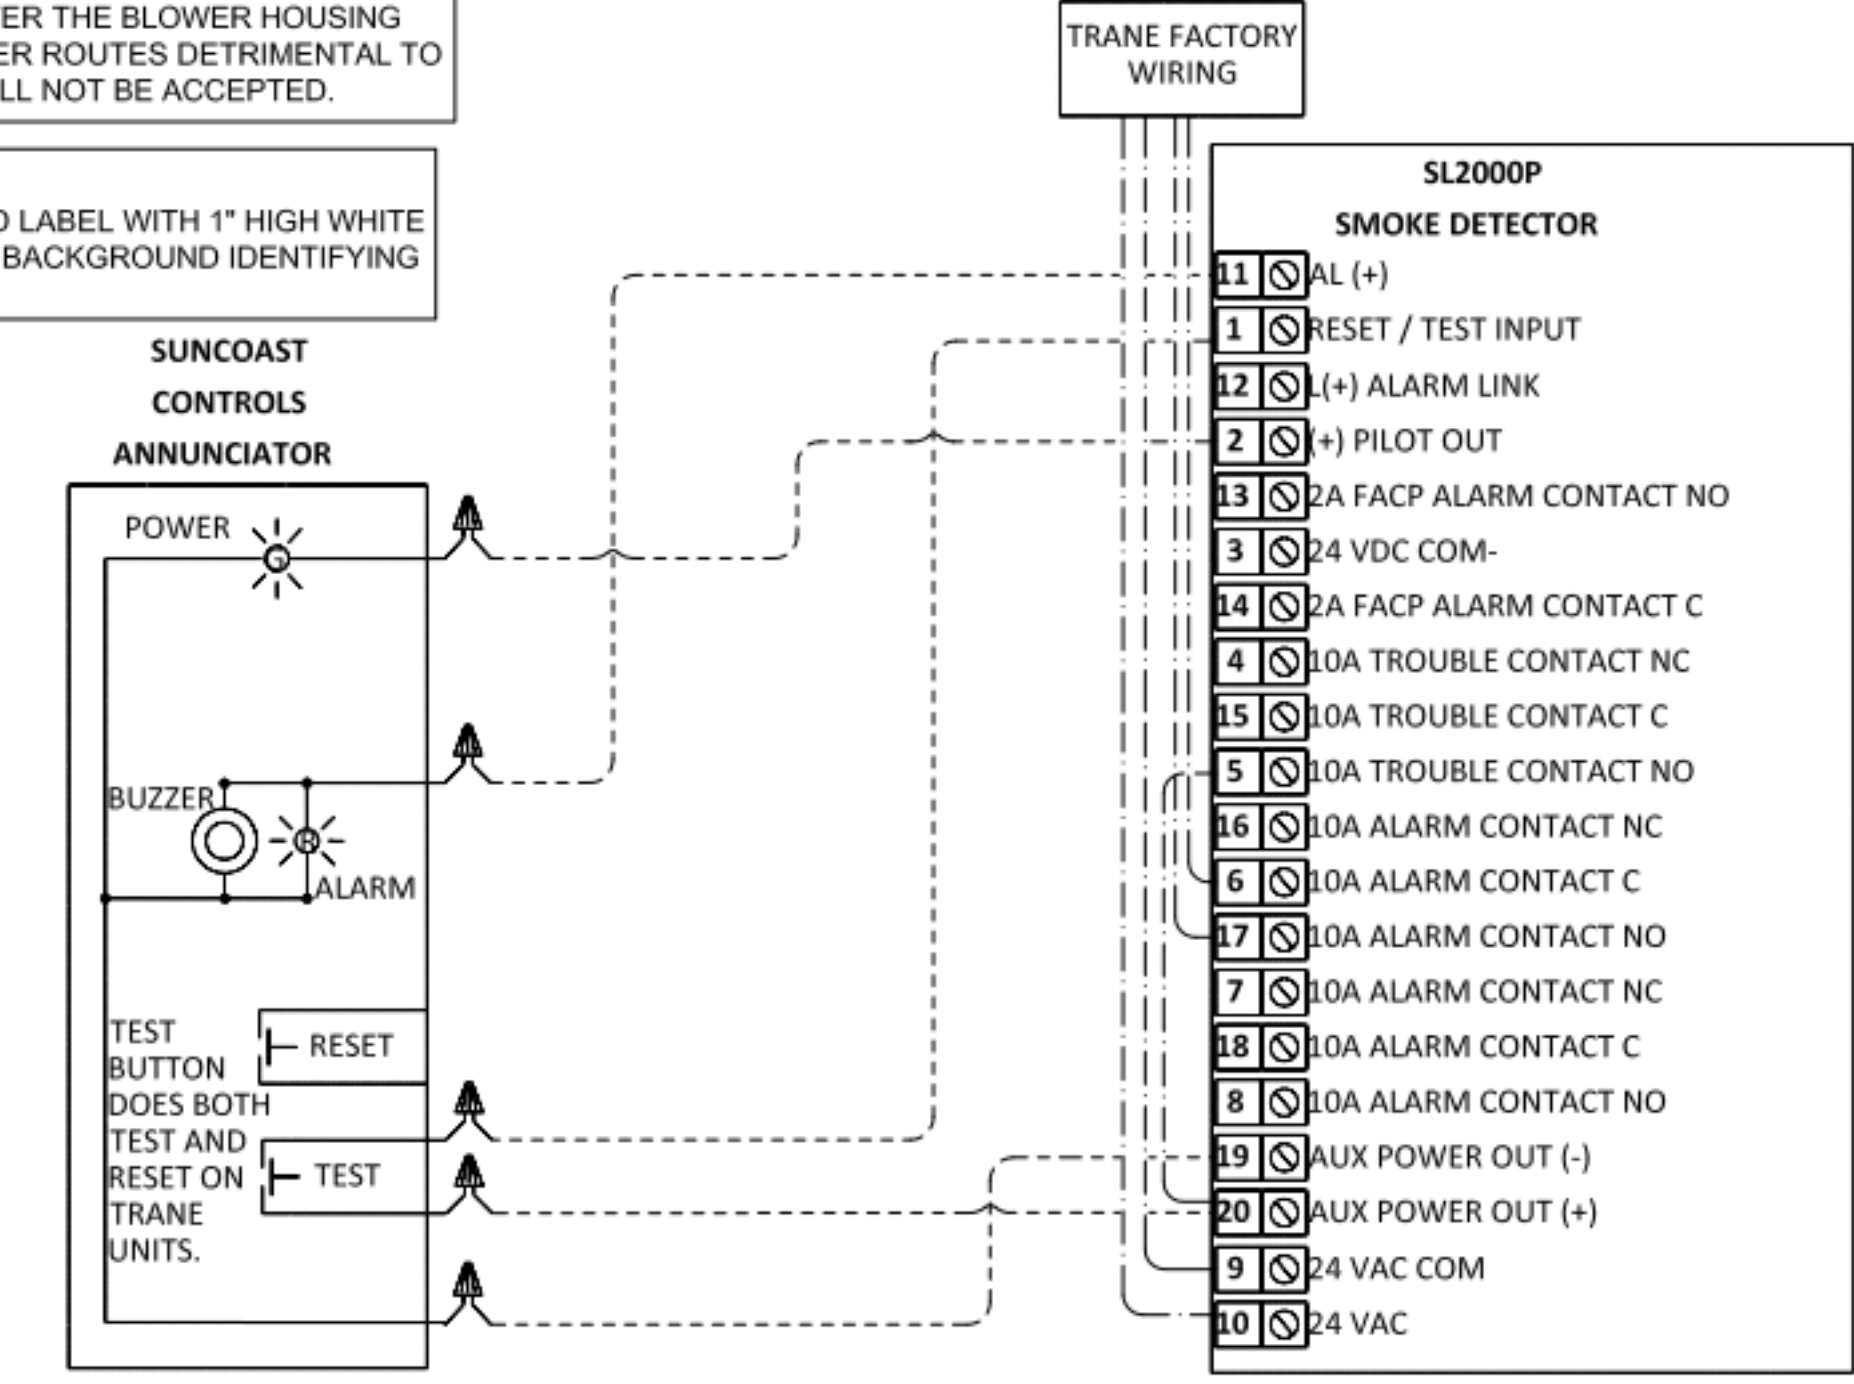 THE BLOWER HOUSING
ROUTES DETRIMENTAL TO
NOT BE ACCEPTED.
LABEL WITH 1" HIGH WHITE
BACKGROUND IDENTIFYING
TRANE FACTORY
WIRING
SUNCOAST
CONTROLS
ANNUNCIATOR
POWER
G
BUZZER
R
ALARM
TEST
BUTTON
DOES BOTH
TEST AND
RESET ON
TRANE
UNITS.
RESET
TEST
SL2000P
SMOKE DETECTOR
11 AL (+)
1 RESET / TEST INPUT
12 L(+) ALARM LINK
2 (+) PILOT OUT
13 2A FACP ALARM CONTACT NO
3 24 VDC COM-
14 2A FACP ALARM CONTACT C
4 10A TROUBLE CONTACT NC
15 10A TROUBLE CONTACT C
5 10A TROUBLE CONTACT NO
16 10A ALARM CONTACT NC
6 10A ALARM CONTACT C
17 10A ALARM CONTACT NO
7 10A ALARM CONTACT NC
18 10A ALARM CONTACT C
8 10A ALARM CONTACT NO
19 AUX POWER OUT (-)
20 AUX POWER OUT (+)
9 24 VAC COM
10 24 VAC